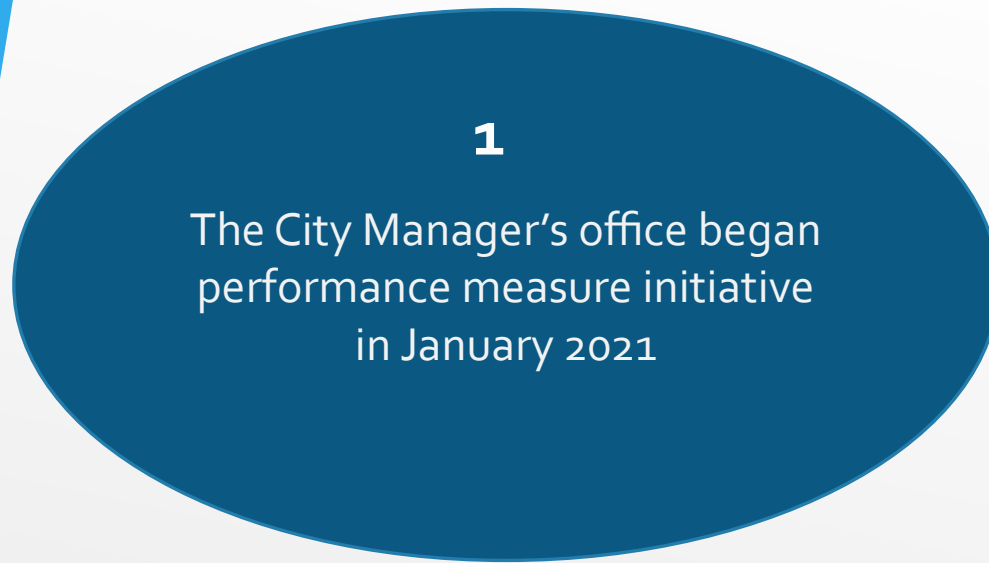 1
The City Manager’s office began
performance measure initiative
in January 2021